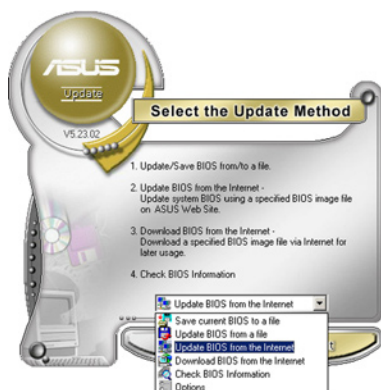 ASUS
Update
V5.23.02
Select the Update Method
1. Update/Save BIOS from/to a file.
2. Update BIOS from the Internet -
Update system BIOS using a specified BIOS image file
on ASUS Web Site.
3. Download BIOS from the Internet -
Download a specified BIOS image file via Internet for
later usage.
4. Check BIOS Information
Update BIOS from the Internet
Save current BIOS to a file
Update BIOS from a file
Update BIOS from the Internet
Download BIOS from the Internet
Check BIOS Information
Options